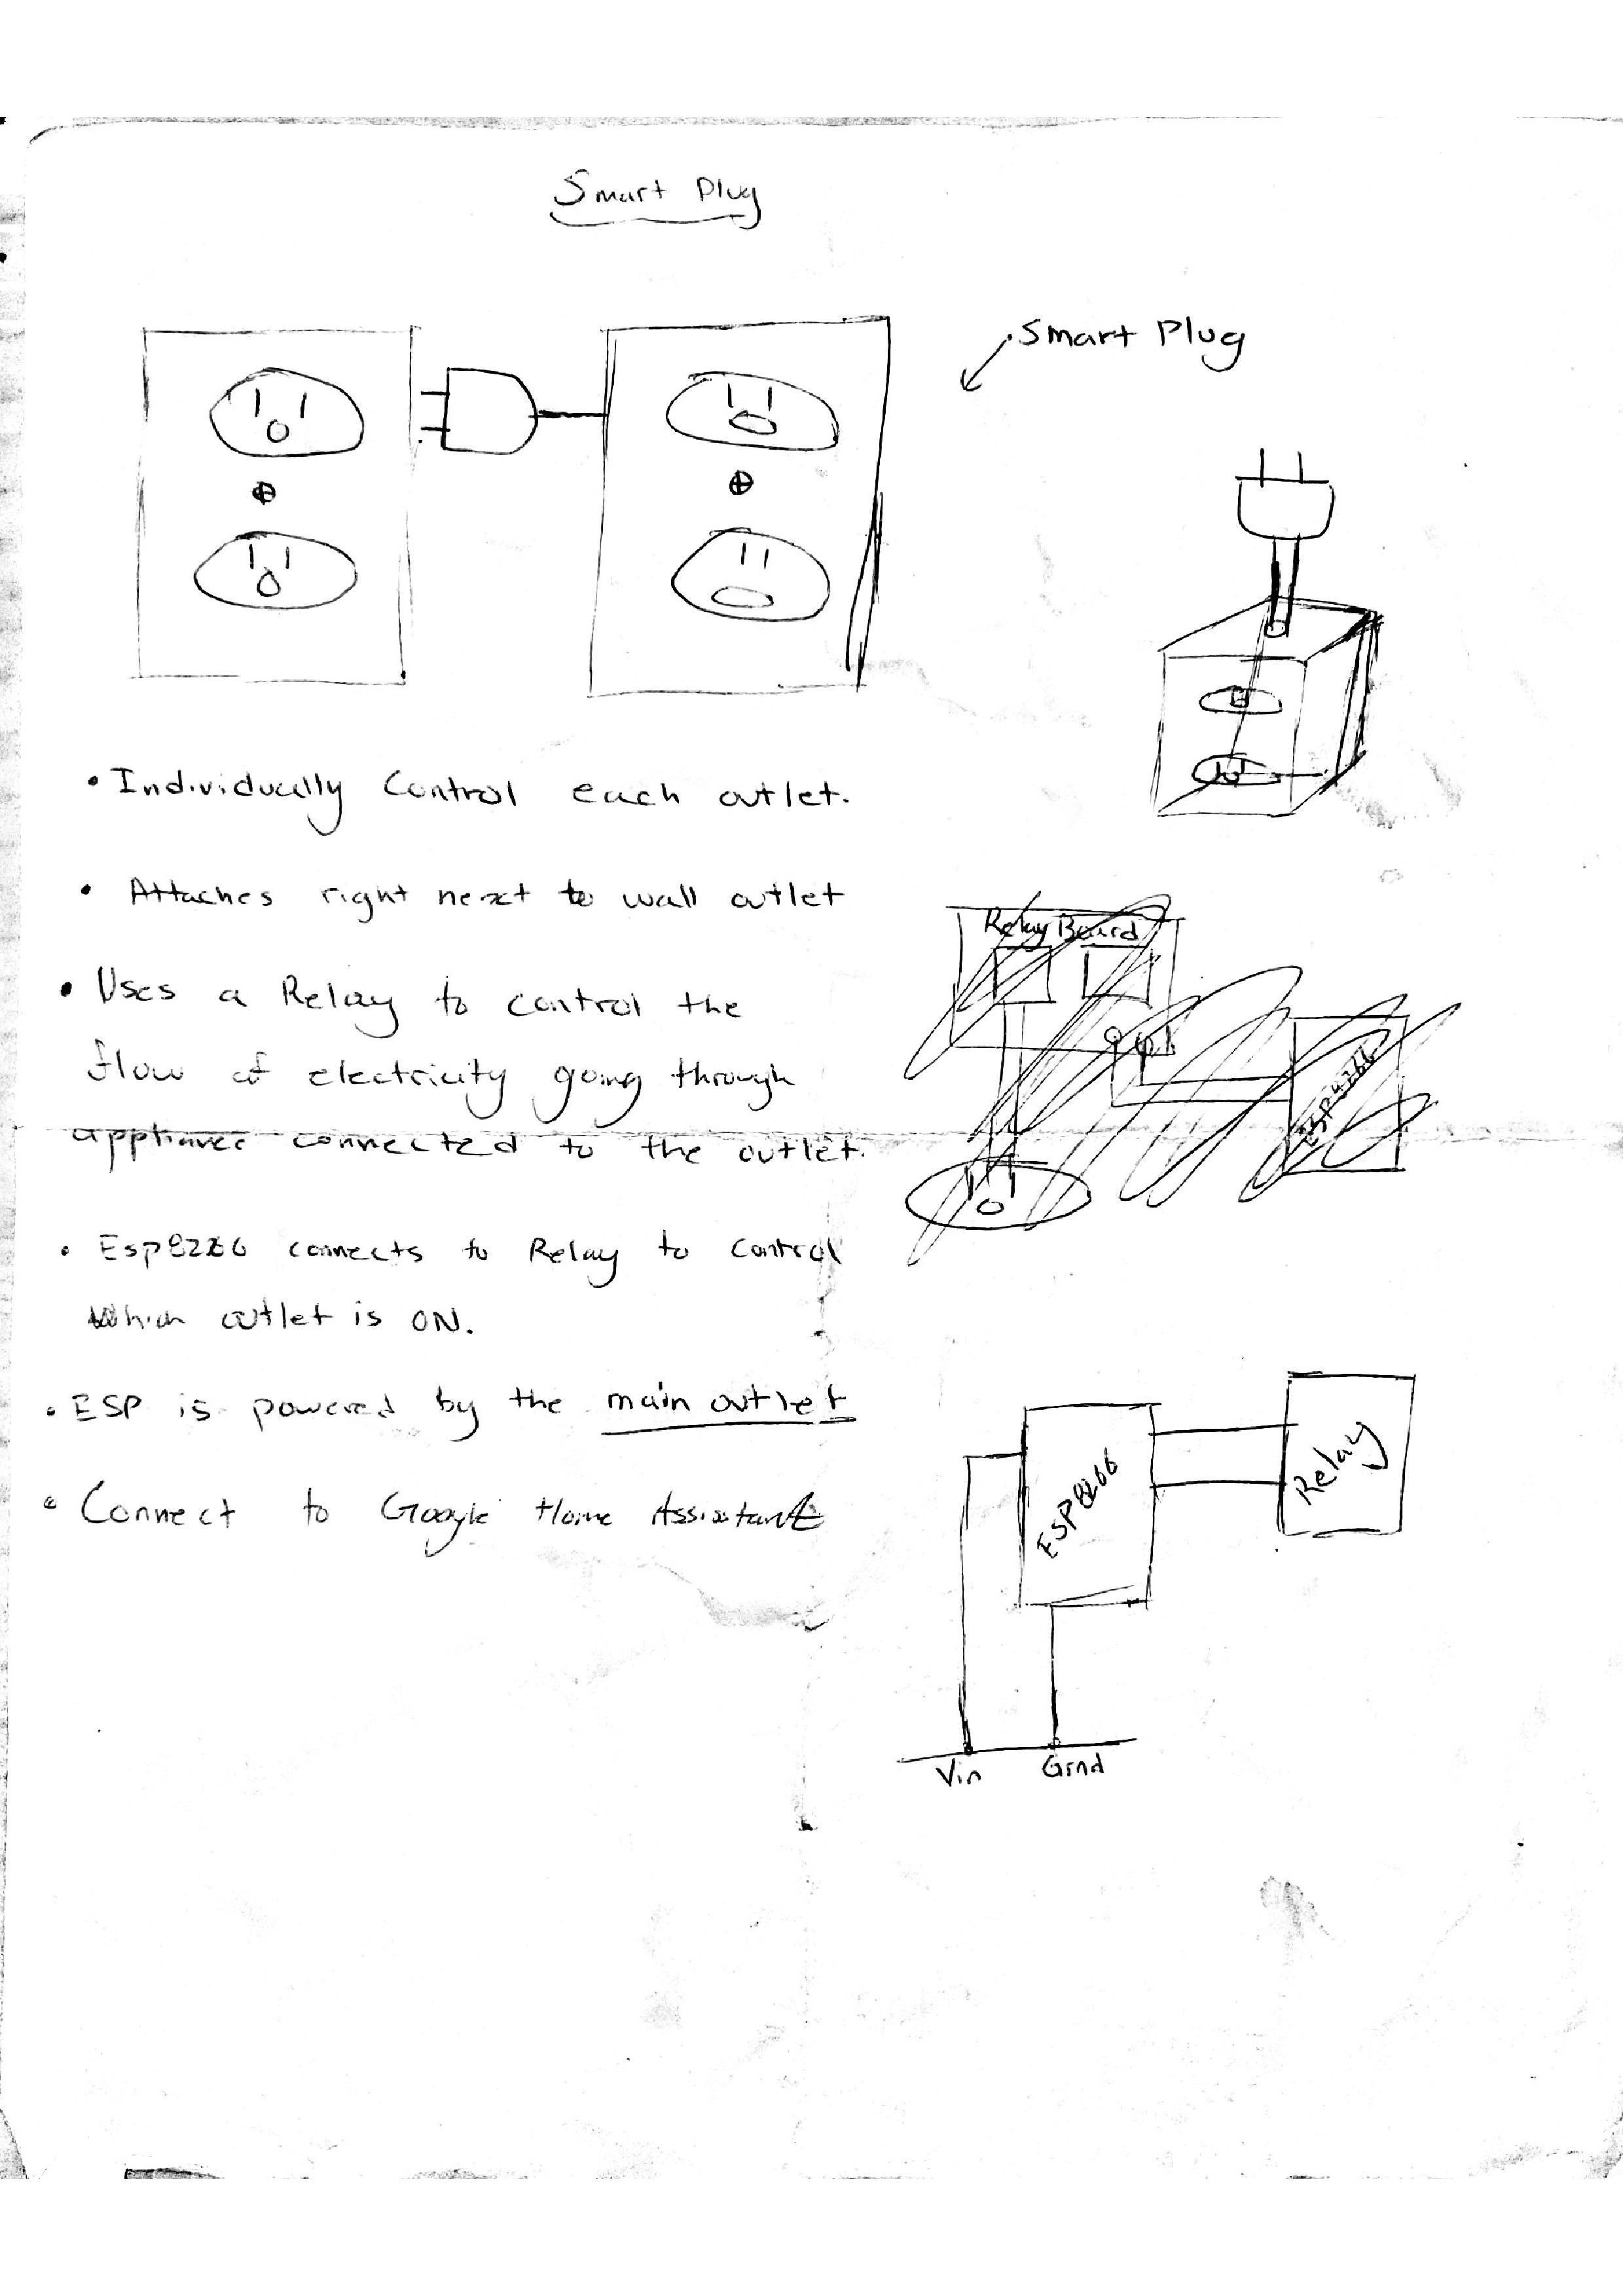 Smart Plug
Smart Plug
• Individually Control each outlet.
• Attaches right next to wall outlet
• Uses a Relay to control the
flow of electricity going through
appliance connected to the outlet.
Relay Board
ESP8266
• Esp8266 connects to Relay to control
which outlet is ON.
• ESP is powered by the main outlet
• Connect to Google Home Assistant
ESP8266
Relay
Vin Grnd